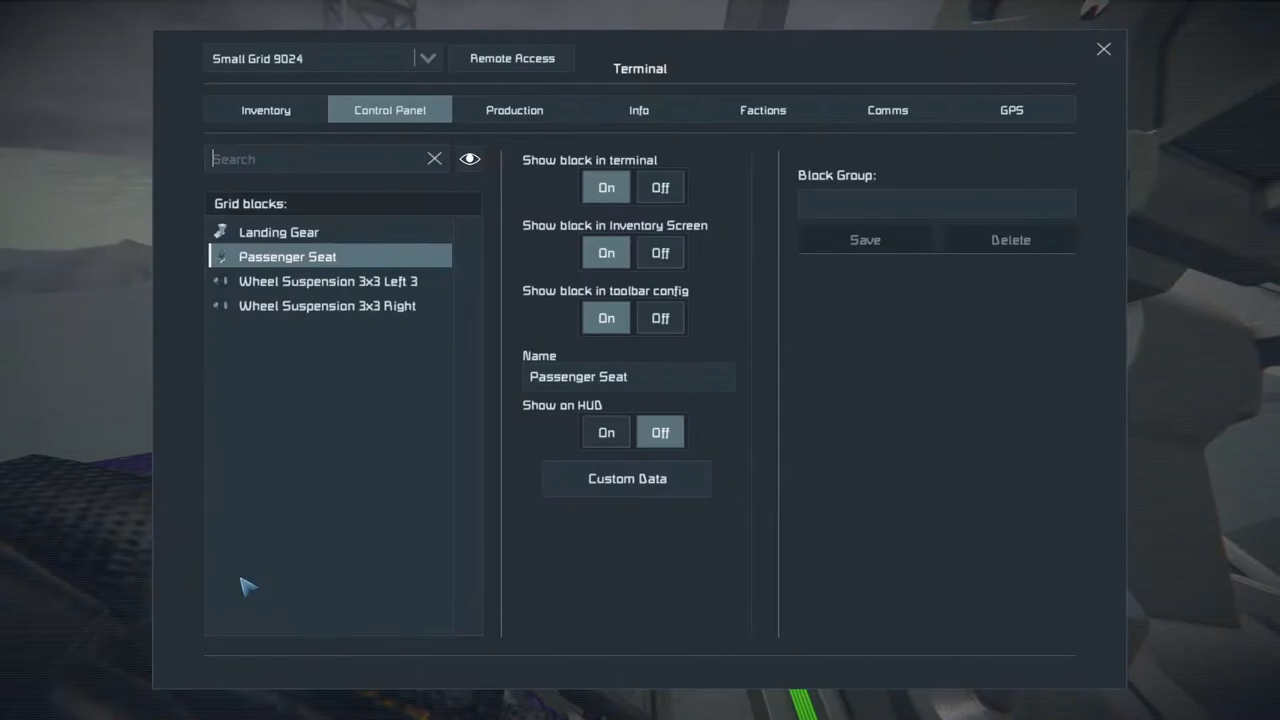 Small Grid 9024
Remote Access
Terminal
Inventory
Control Panel
Production
Info
Factions
Comms
GPS
Search
Grid blocks:
Landing Gear
Passenger Seat
Wheel Suspension 3x3 Left 3
Wheel Suspension 3x3 Right
Show block in terminal
On Off
Show block in Inventory Screen
On Off
Show block in toolbar config
On Off
Name
Passenger Seat
Show on HUD
On Off
Custom Data
Block Group:
Save Delete